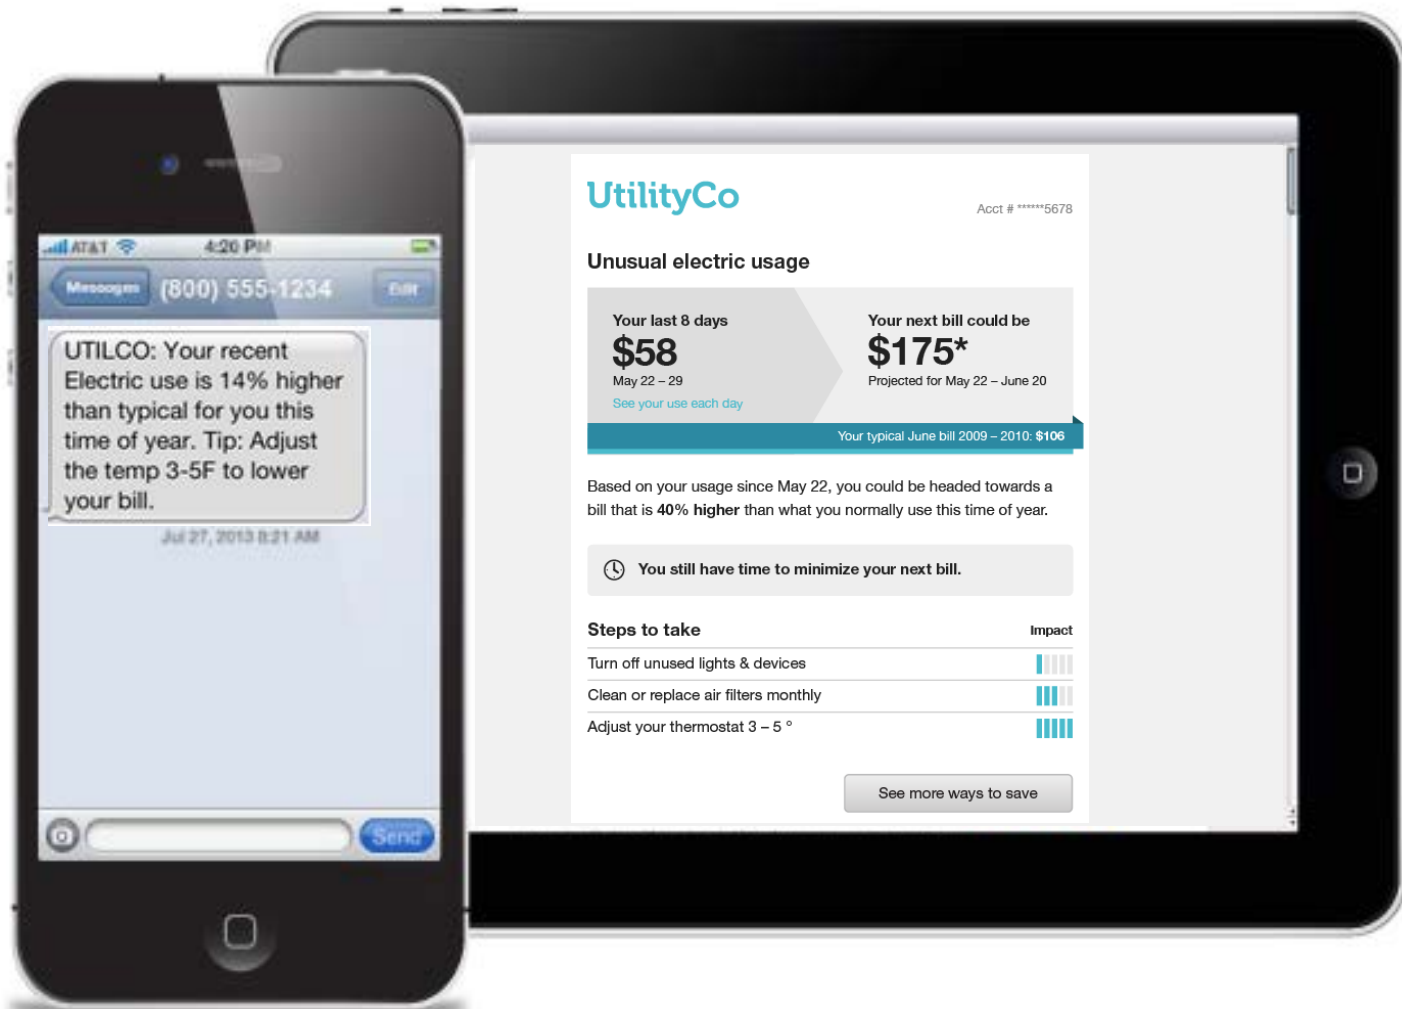 AT&T 4:20 PM
Messages (800) 555-1234 Edit
UTILCO: Your recent
Electric use is 14% higher
than typical for you this
time of year. Tip: Adjust
the temp 3-5F to lower
your bill.
Jul 27, 2013 8:21 AM
Send
UtilityCo
Acct # ******5678
Unusual electric usage
Your last 8 days
$58
May 22 – 29
See your use each day
Your next bill could be
$175*
Projected for May 22 – June 20
Your typical June bill 2009 – 2010: $106
Based on your usage since May 22, you could be headed towards a
bill that is 40% higher than what you normally use this time of year.
You still have time to minimize your next bill.
Steps to take Impact
Turn off unused lights & devices
Clean or replace air filters monthly
Adjust your thermostat 3 – 5 °
See more ways to save